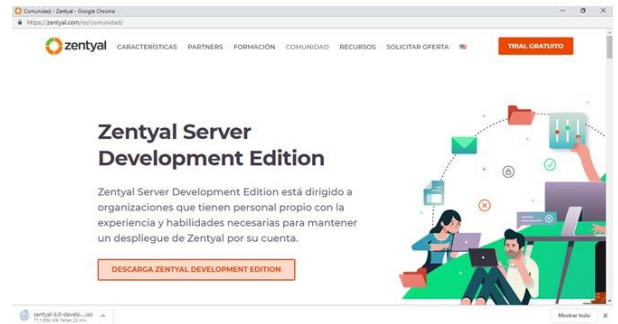 Comunidad - Zentyal - Google Chrome
https://zentyal.com/es/comunidad/
zentyal CARACTERÍSTICAS PARTNERS FORMACIÓN COMUNIDAD RECURSOS SOLICITAR OFERTA TRIAL GRATUITO
Zentyal Server
Development Edition
Zentyal Server Development Edition está dirigido a
organizaciones que tienen personal propio con la
experiencia y habilidades necesarias para mantener
un despliegue de Zentyal por su cuenta.
DESCARGA ZENTYAL DEVELOPMENT EDITION
zentyal-6.0-develo....iso
Mostrar todo